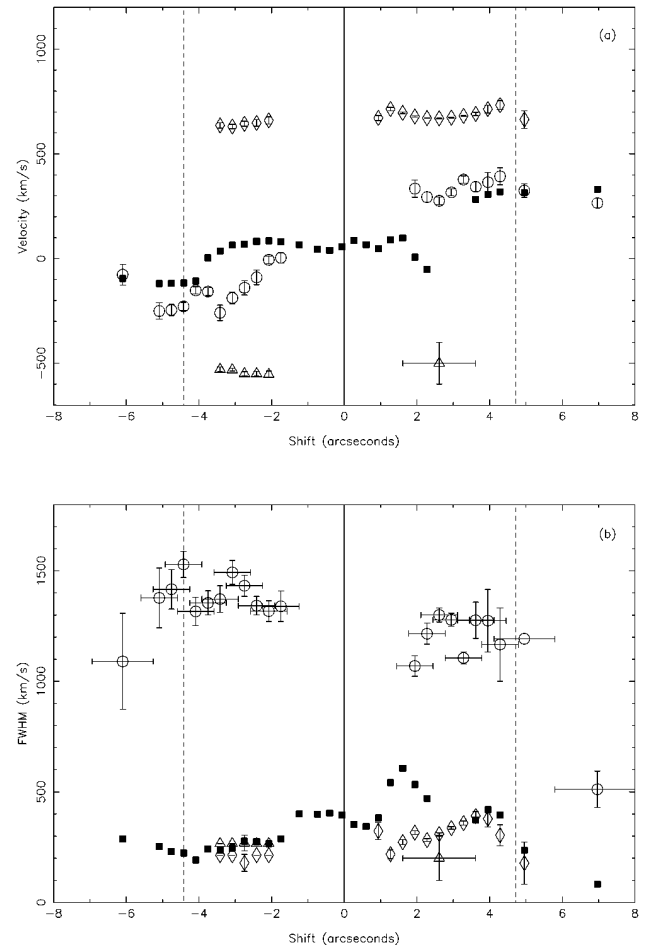 (a)
1000
500
0
−500
Velocity (km/s)
−8 −6 −4 −2 0 2 4 6 8
Shift (arcseconds)
(b)
1500
1000
500
0
FWHM (km/s)
−8 −6 −4 −2 0 2 4 6 8
Shift (arcseconds)